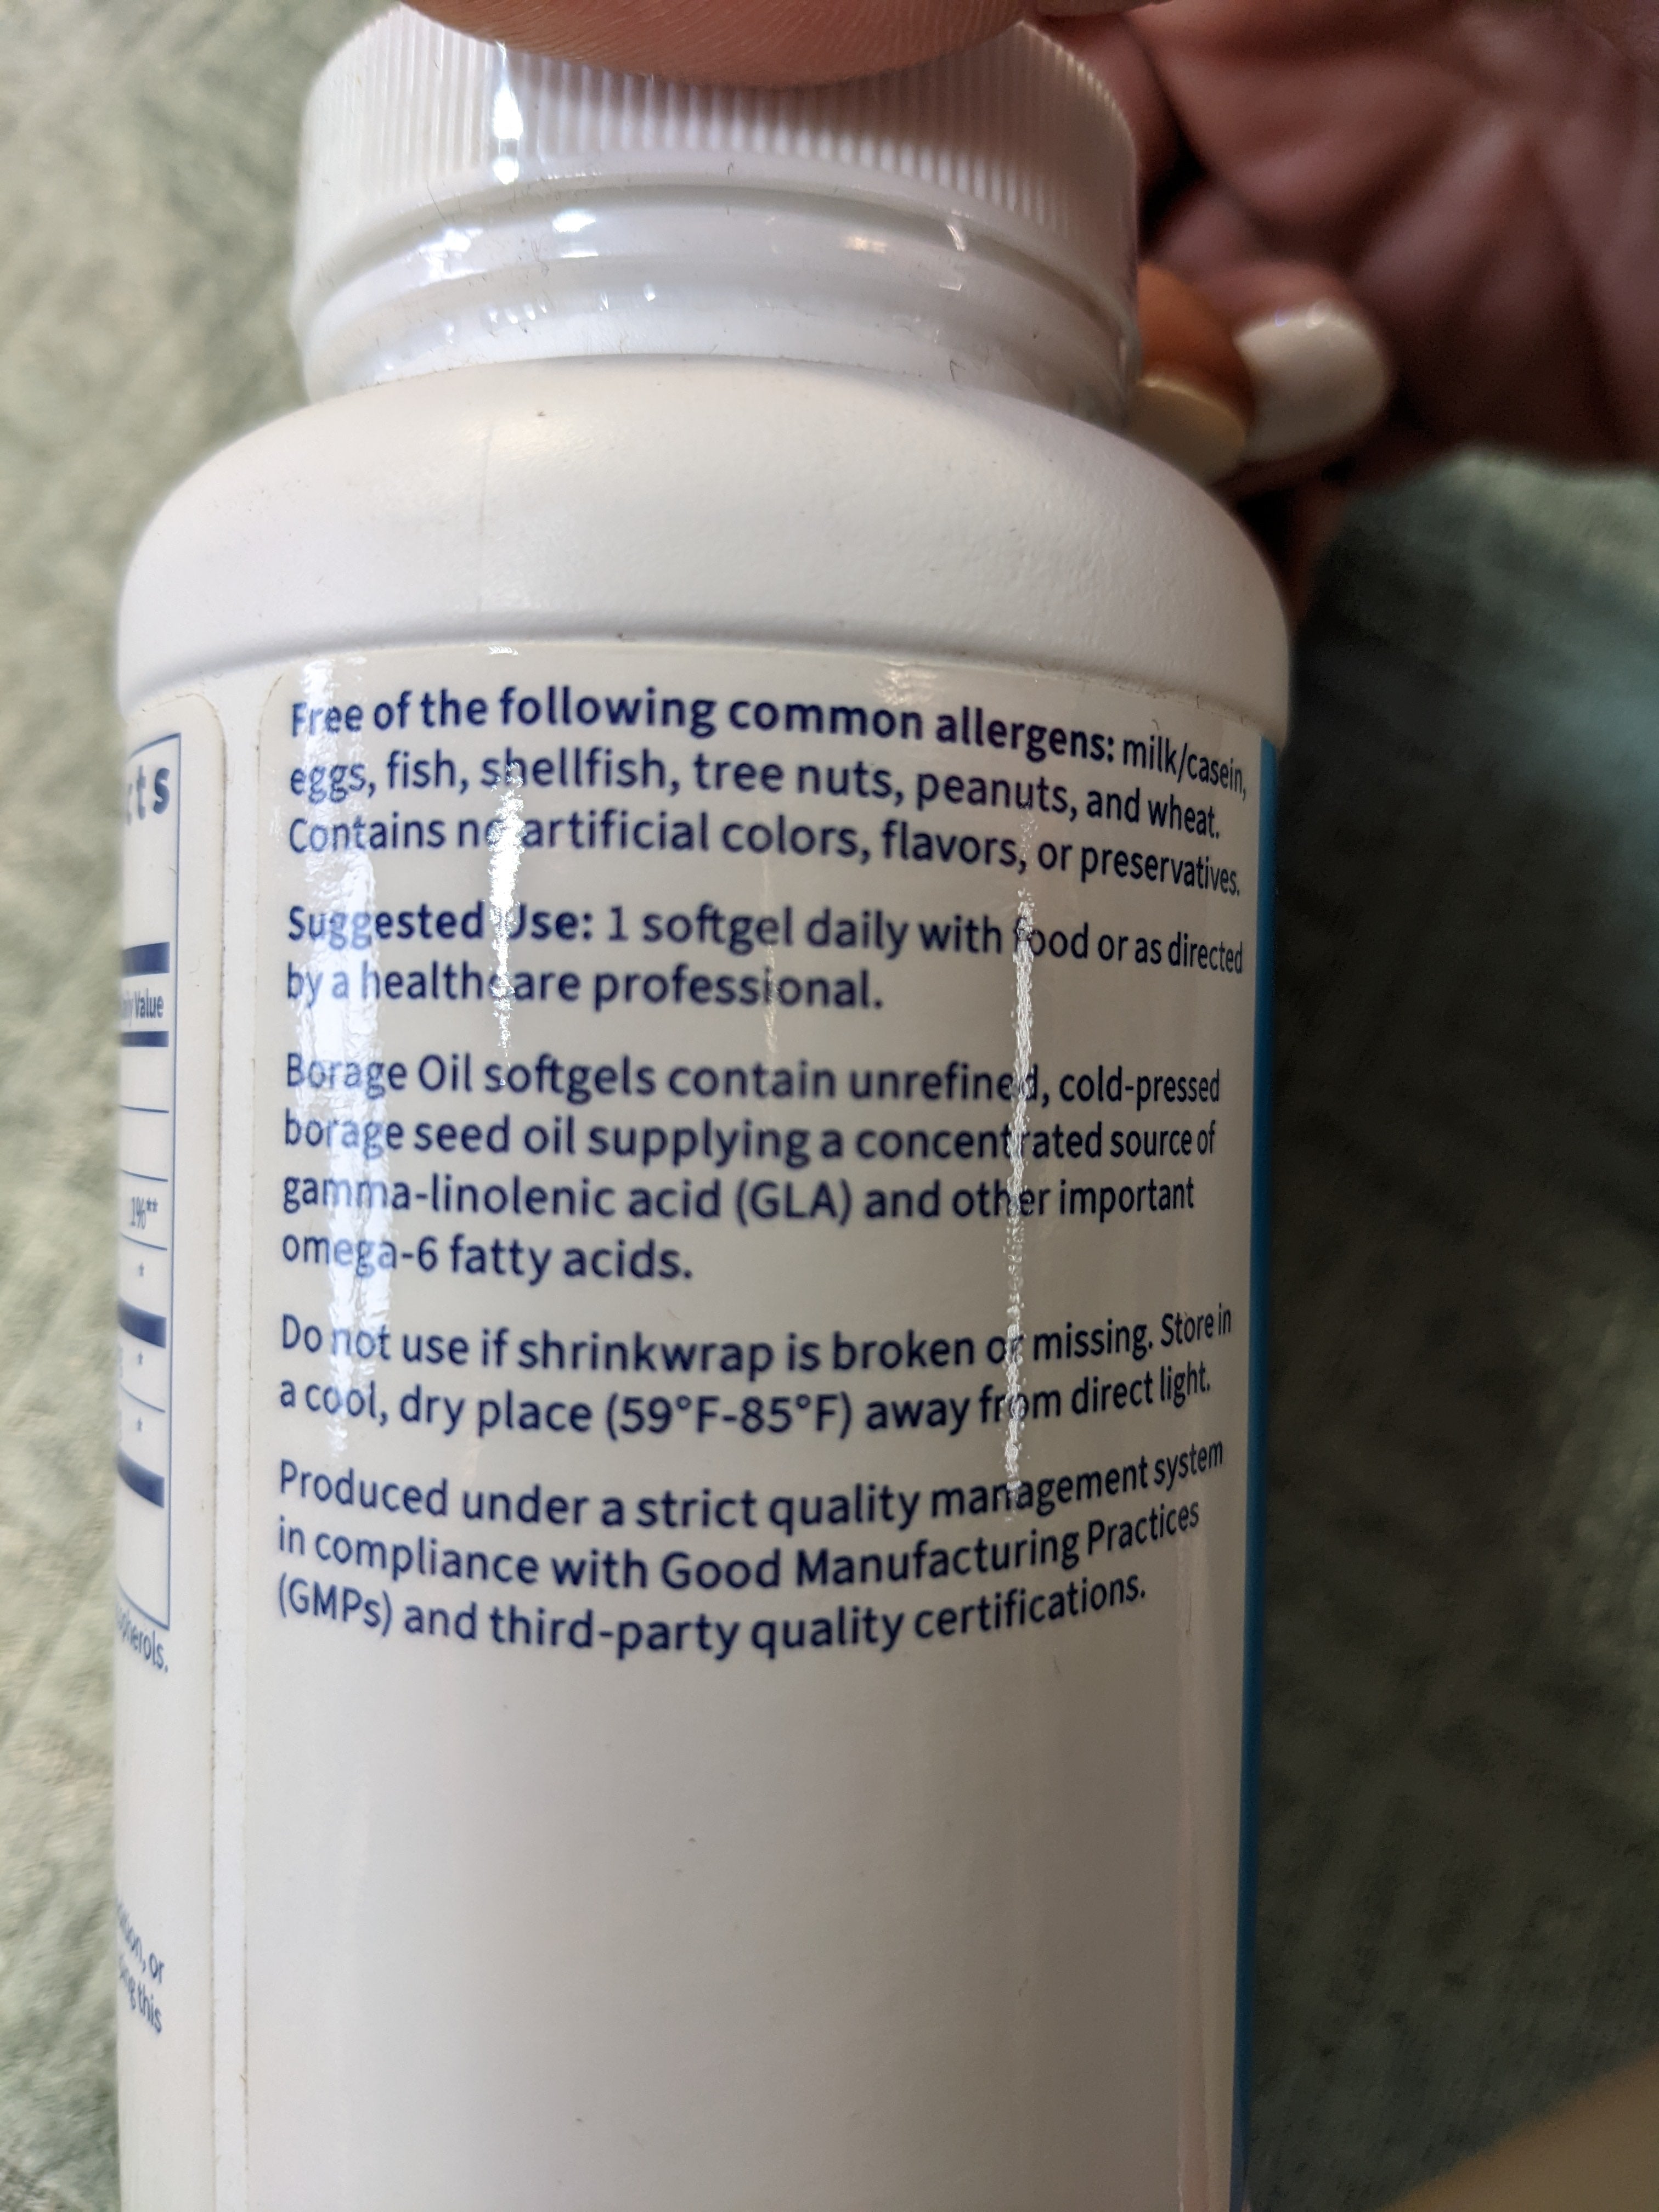 Free of the following common allergens: milk/casein,
eggs, fish, shellfish, tree nuts, peanuts, and wheat.
Contains no artificial colors, flavors, or preservatives.
Suggested Use: 1 softgel daily with food or as directed
by a healthcare professional.
Borage Oil softgels contain unrefined, cold-pressed
borage seed oil supplying a concentrated source of
gamma-linolenic acid (GLA) and other important
omega-6 fatty acids.
Do not use if shrinkwrap is broken or missing. Store in
a cool, dry place (59°F-85°F) away from direct light.
Produced under a strict quality management system
in compliance with Good Manufacturing Practices
(GMPs) and third-party quality certifications.
Value
1%**
*
*
*
or
this